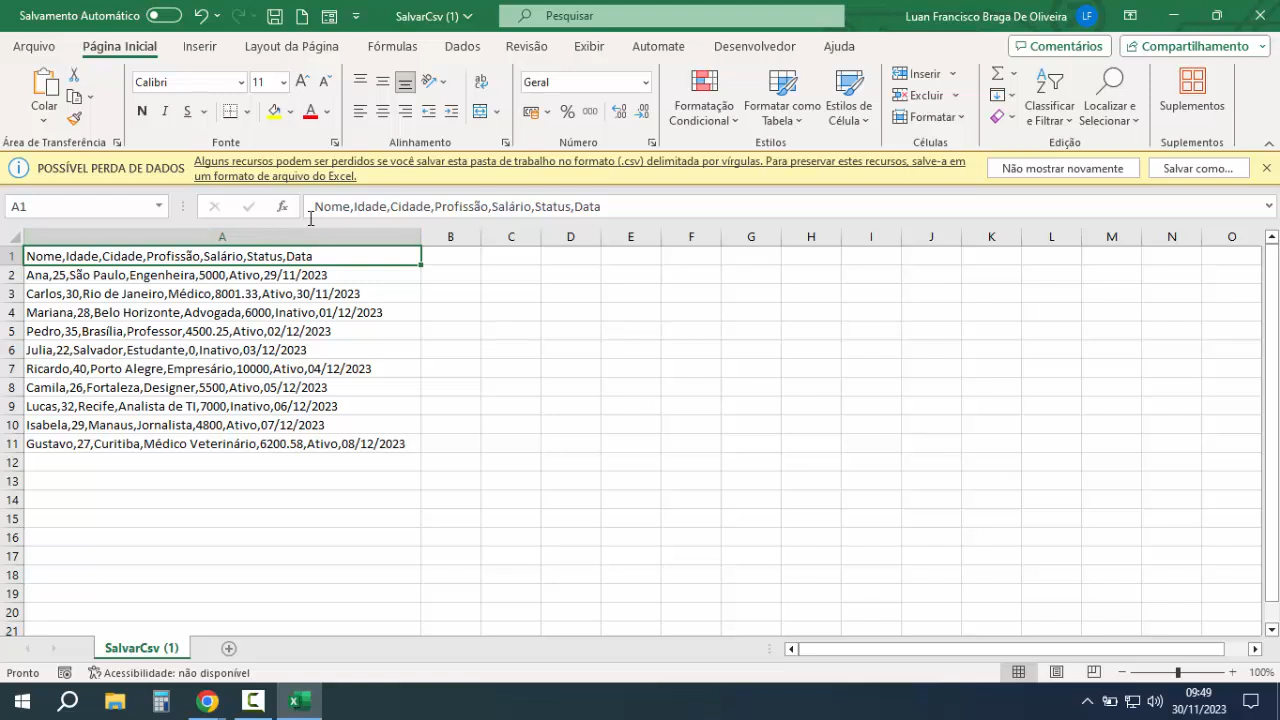 Salvamento Automático
SalvarCsv (1)
Pesquisar
Luan Francisco Braga De Oliveira
LF
Arquivo
Página Inicial
Inserir
Layout da Página
Fórmulas
Dados
Revisão
Exibir
Automate
Desenvolvedor
Ajuda
Comentários
Compartilhamento
Colar
Área de Transferência
Calibri
11
N
I
S
Fonte
Alinhamento
Geral
Número
Formatação Condicional
Formatar como Tabela
Estilos de Célula
Estilos
Inserir
Excluir
Formatar
Células
Classificar e Filtrar
Localizar e Selecionar
Edição
Suplementos
Suplementos
POSSÍVEL PERDA DE DADOS
Alguns recursos podem ser perdidos se você salvar esta pasta de trabalho no formato (.csv) delimitada por vírgulas. Para preservar estes recursos, salve-a em
um formato de arquivo do Excel.
Não mostrar novamente
Salvar como...
A1
fx
Nome,Idade,Cidade,Profissão,Salário,Status,Data
A B C D E F G H I J K L M N O
1 Nome,Idade,Cidade,Profissão,Salário,Status,Data
2 Ana,25,São Paulo,Engenheira,5000,Ativo,29/11/2023
3 Carlos,30,Rio de Janeiro,Médico,8001.33,Ativo,30/11/2023
4 Mariana,28,Belo Horizonte,Advogada,6000,Inativo,01/12/2023
5 Pedro,35,Brasília,Professor,4500.25,Ativo,02/12/2023
6 Julia,22,Salvador,Estudante,0,Inativo,03/12/2023
7 Ricardo,40,Porto Alegre,Empresário,10000,Ativo,04/12/2023
8 Camila,26,Fortaleza,Designer,5500,Ativo,05/12/2023
9 Lucas,32,Recife,Analista de TI,7000,Inativo,06/12/2023
10 Isabela,29,Manaus,Jornalista,4800,Ativo,07/12/2023
11 Gustavo,27,Curitiba,Médico Veterinário,6200.58,Ativo,08/12/2023
12
13
14
15
16
17
18
19
20
21
SalvarCsv (1)
Pronto
Acessibilidade: não disponível
100%
09:49
30/11/2023